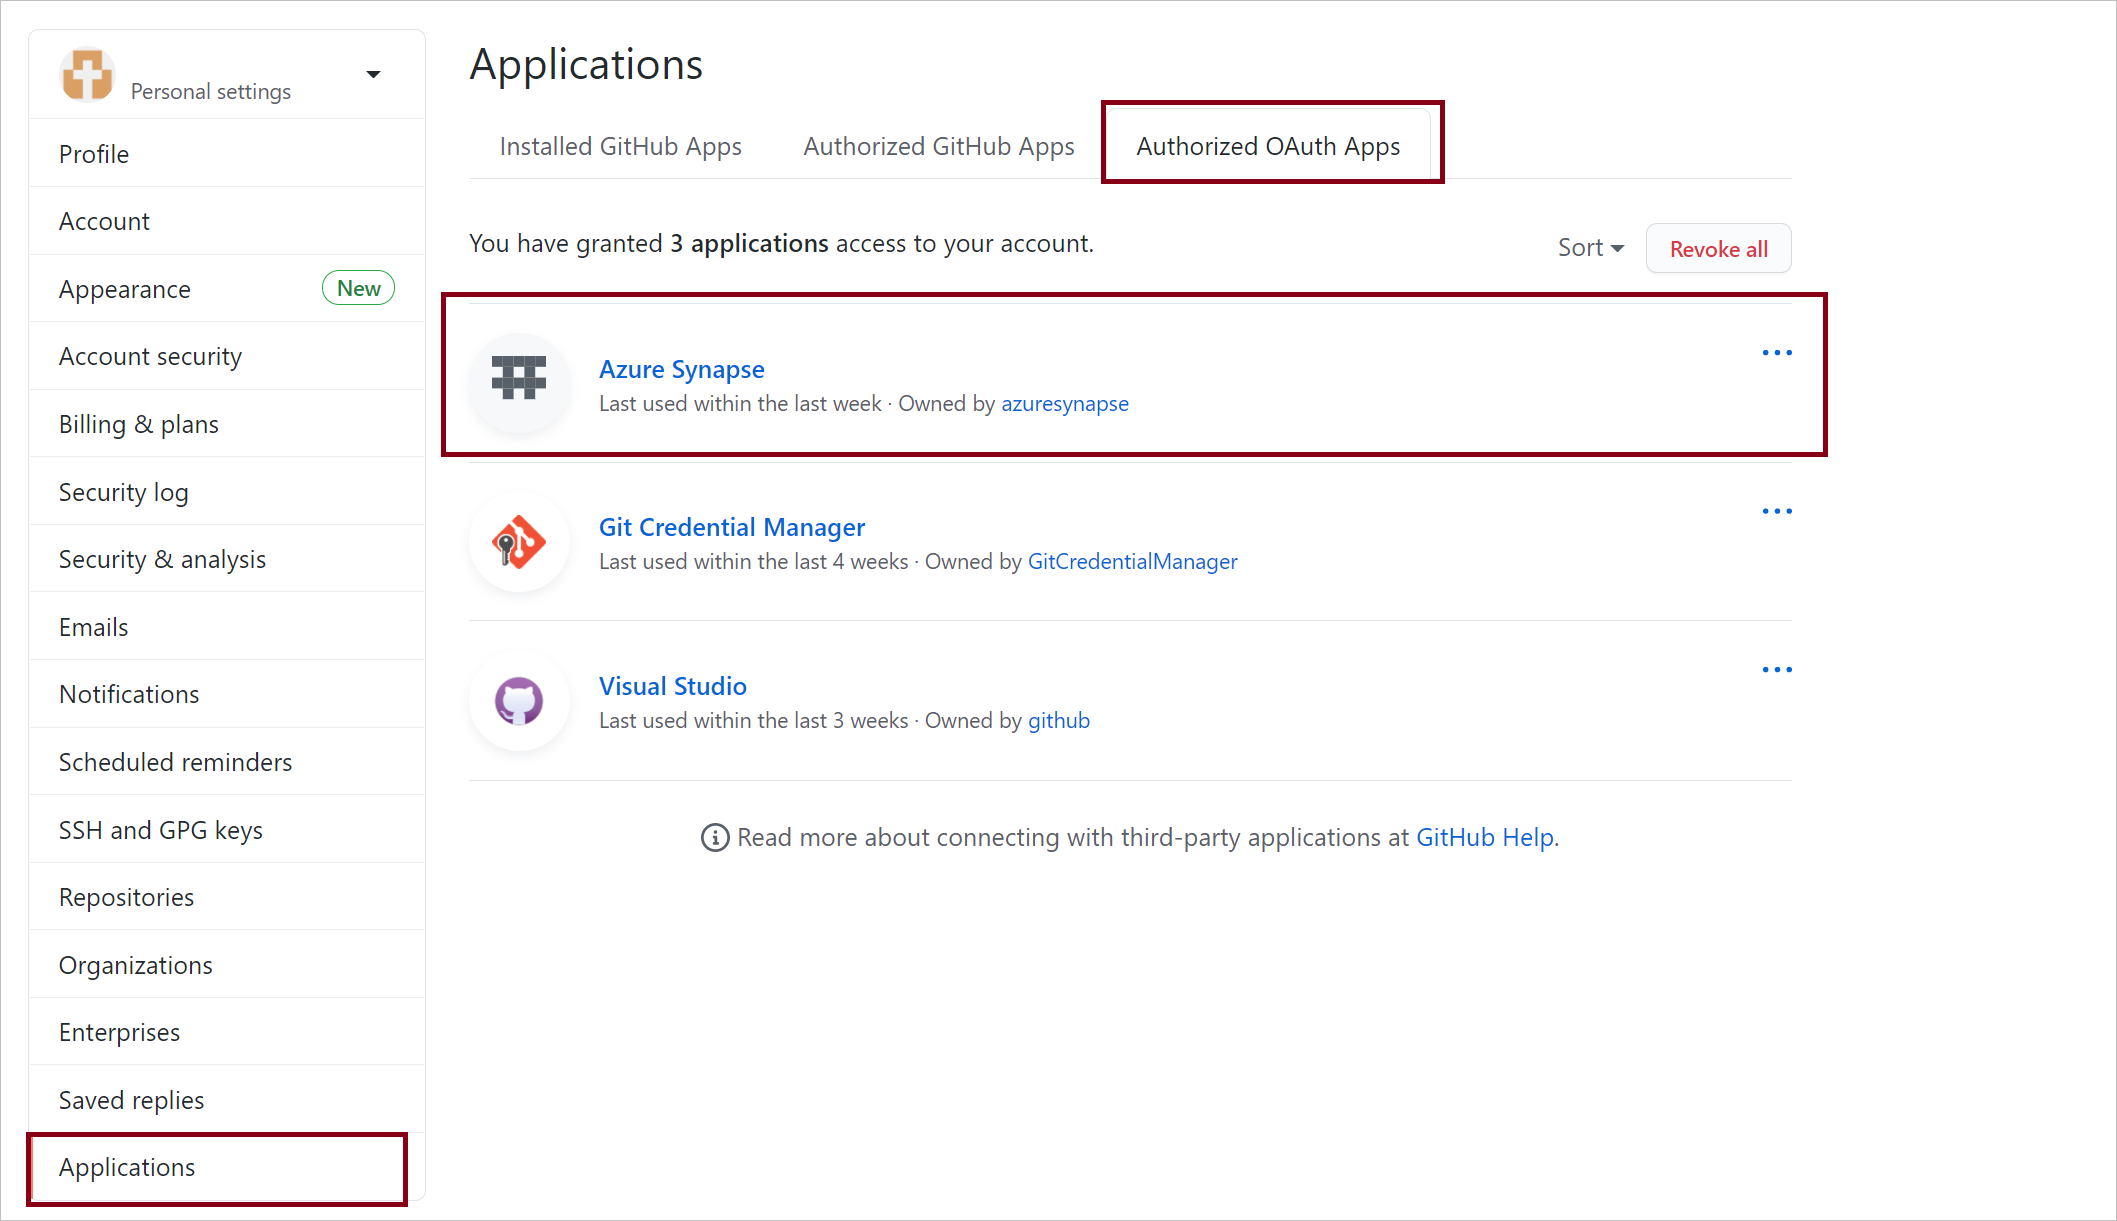 Personal settings
Profile
Account
Appearance New
Account security
Billing & plans
Security log
Security & analysis
Emails
Notifications
Scheduled reminders
SSH and GPG keys
Repositories
Organizations
Enterprises
Saved replies
Applications
Applications
Installed GitHub Apps Authorized GitHub Apps Authorized OAuth Apps
You have granted 3 applications access to your account. Sort Revoke all
Azure Synapse
Last used within the last week · Owned by azuresynapse
Git Credential Manager
Last used within the last 4 weeks · Owned by GitCredentialManager
Visual Studio
Last used within the last 3 weeks · Owned by github
Read more about connecting with third-party applications at GitHub Help.